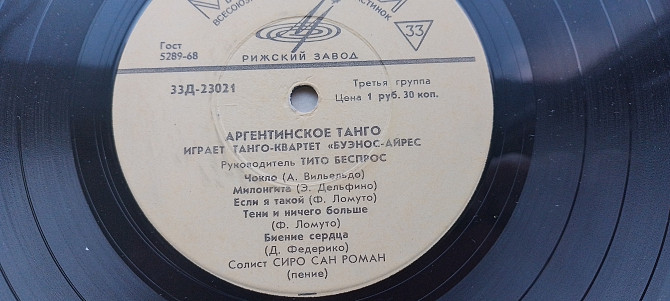 ВСЕСОЮЗ
СТИНОК
33
Гост
5289-68
РИЖСКИЙ ЗАВОД
33Д-23021
Третья группа
Цена 1 руб. 30 коп.
АРГЕНТИНСКОЕ ТАНГО
ИГРАЕТ ТАНГО-КВАРТЕТ «БУЭНОС-АЙРЕС
Руководитель ТИТО БЕСПРОС
Чокло (А. Вильельдо)
Милонгита (Э. Дельфино)
Если я такой (Ф. Ломуто)
Тени и ничего больше
(Ф. Ломуто)
Биение сердца
(Д. Федерико)
Солист СИРО САН РОМАН
(пение)